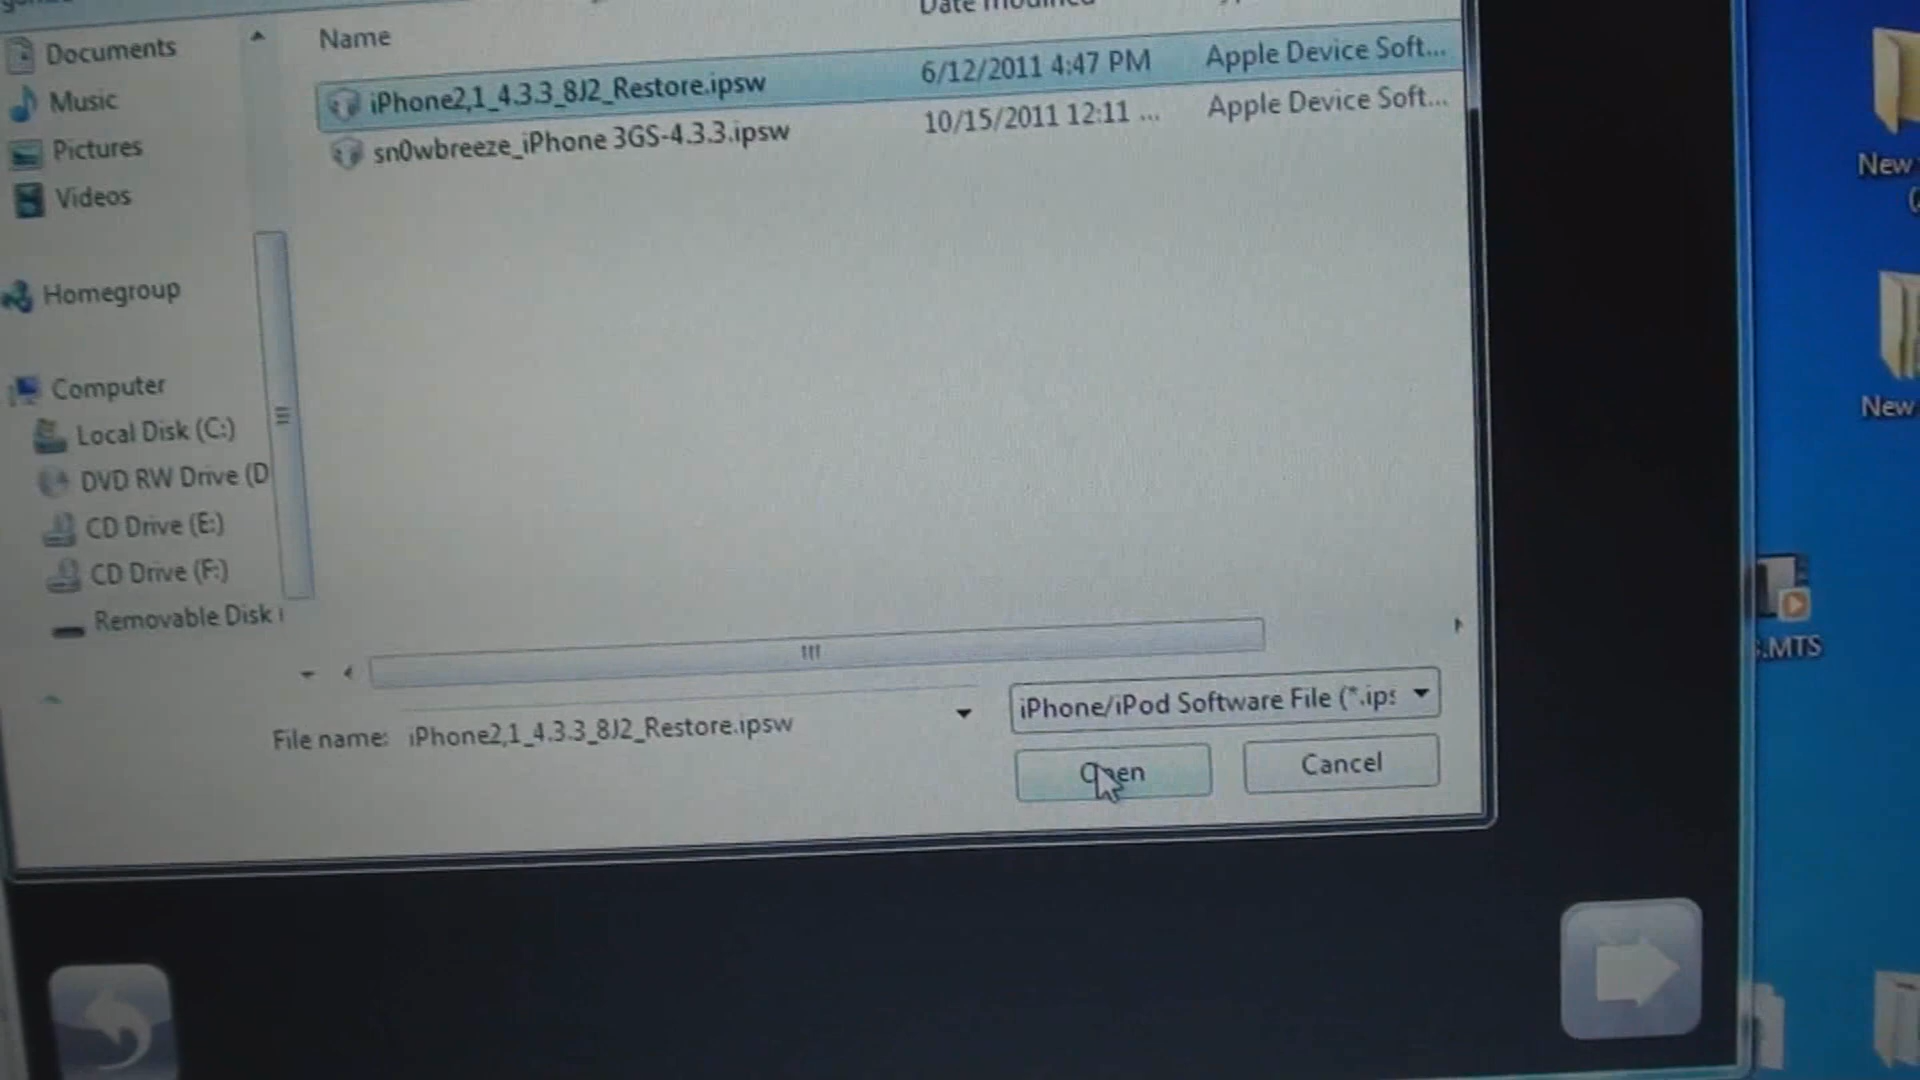 Date modified
Documents
Name
iPhone2,1_4.3.3_8J2_Restore.ipsw
6/12/2011 4:47 PM
Apple Device Soft...
Music
sn0wbreeze_iPhone 3GS-4.3.3.ipsw
10/15/2011 12:11 ...
Apple Device Soft...
Pictures
Videos
New
Homegroup
Computer
New
Local Disk (C:)
DVD RW Drive (D
CD Drive (E:)
CD Drive (F:)
Removable Disk
.MTS
File name:
iPhone2,1_4.3.3_8J2_Restore.ipsw
iPhone/iPod Software File (*.ips
Open
Cancel